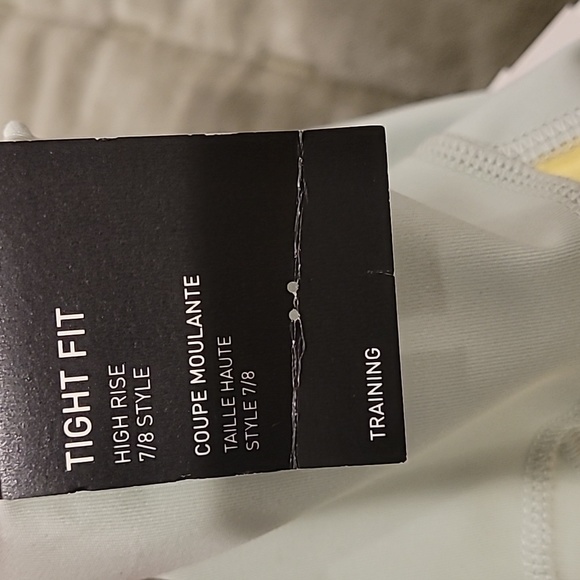 TIGHT FIT
HIGH RISE
7/8 STYLE
COUPE MOULANTE
TAILLE HAUTE
STYLE 7/8
TRAINING